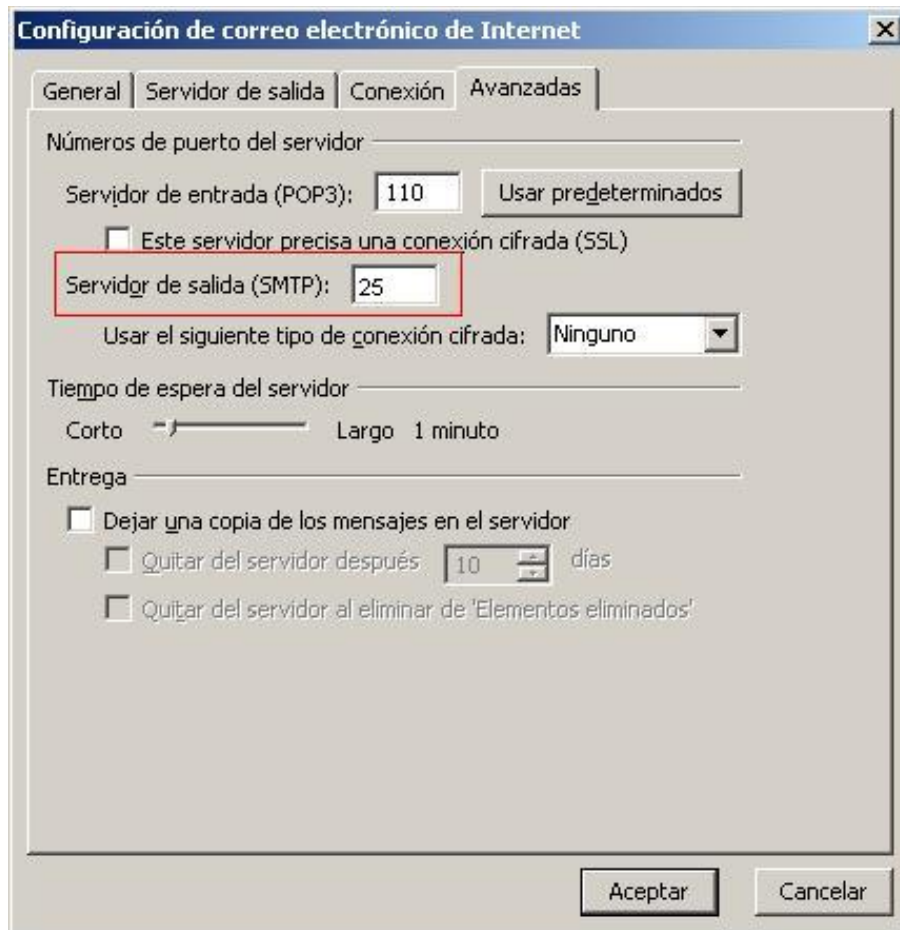 Configuración de correo electrónico de Internet
General Servidor de salida Conexión Avanzadas
Números de puerto del servidor
Servidor de entrada (POP3): 110 Usar predeterminados
Este servidor precisa una conexión cifrada (SSL)
Servidor de salida (SMTP): 25
Usar el siguiente tipo de conexión cifrada: Ninguno
Tiempo de espera del servidor
Corto Largo 1 minuto
Entrega
Dejar una copia de los mensajes en el servidor
Quitar del servidor después 10 días
Quitar del servidor al eliminar de 'Elementos eliminados'
Aceptar Cancelar